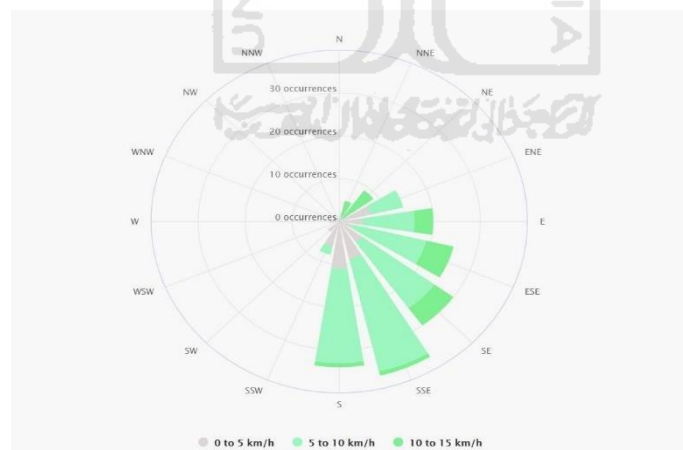 N
NNW
NNE
30 occurrences
NW
NE
20 occurrences
WNW
ENE
10 occurrences
0 occurrences
W
E
WSW
ESE
SW
SE
SSW
SSE
S
0 to 5 km/h 5 to 10 km/h 10 to 15 km/h